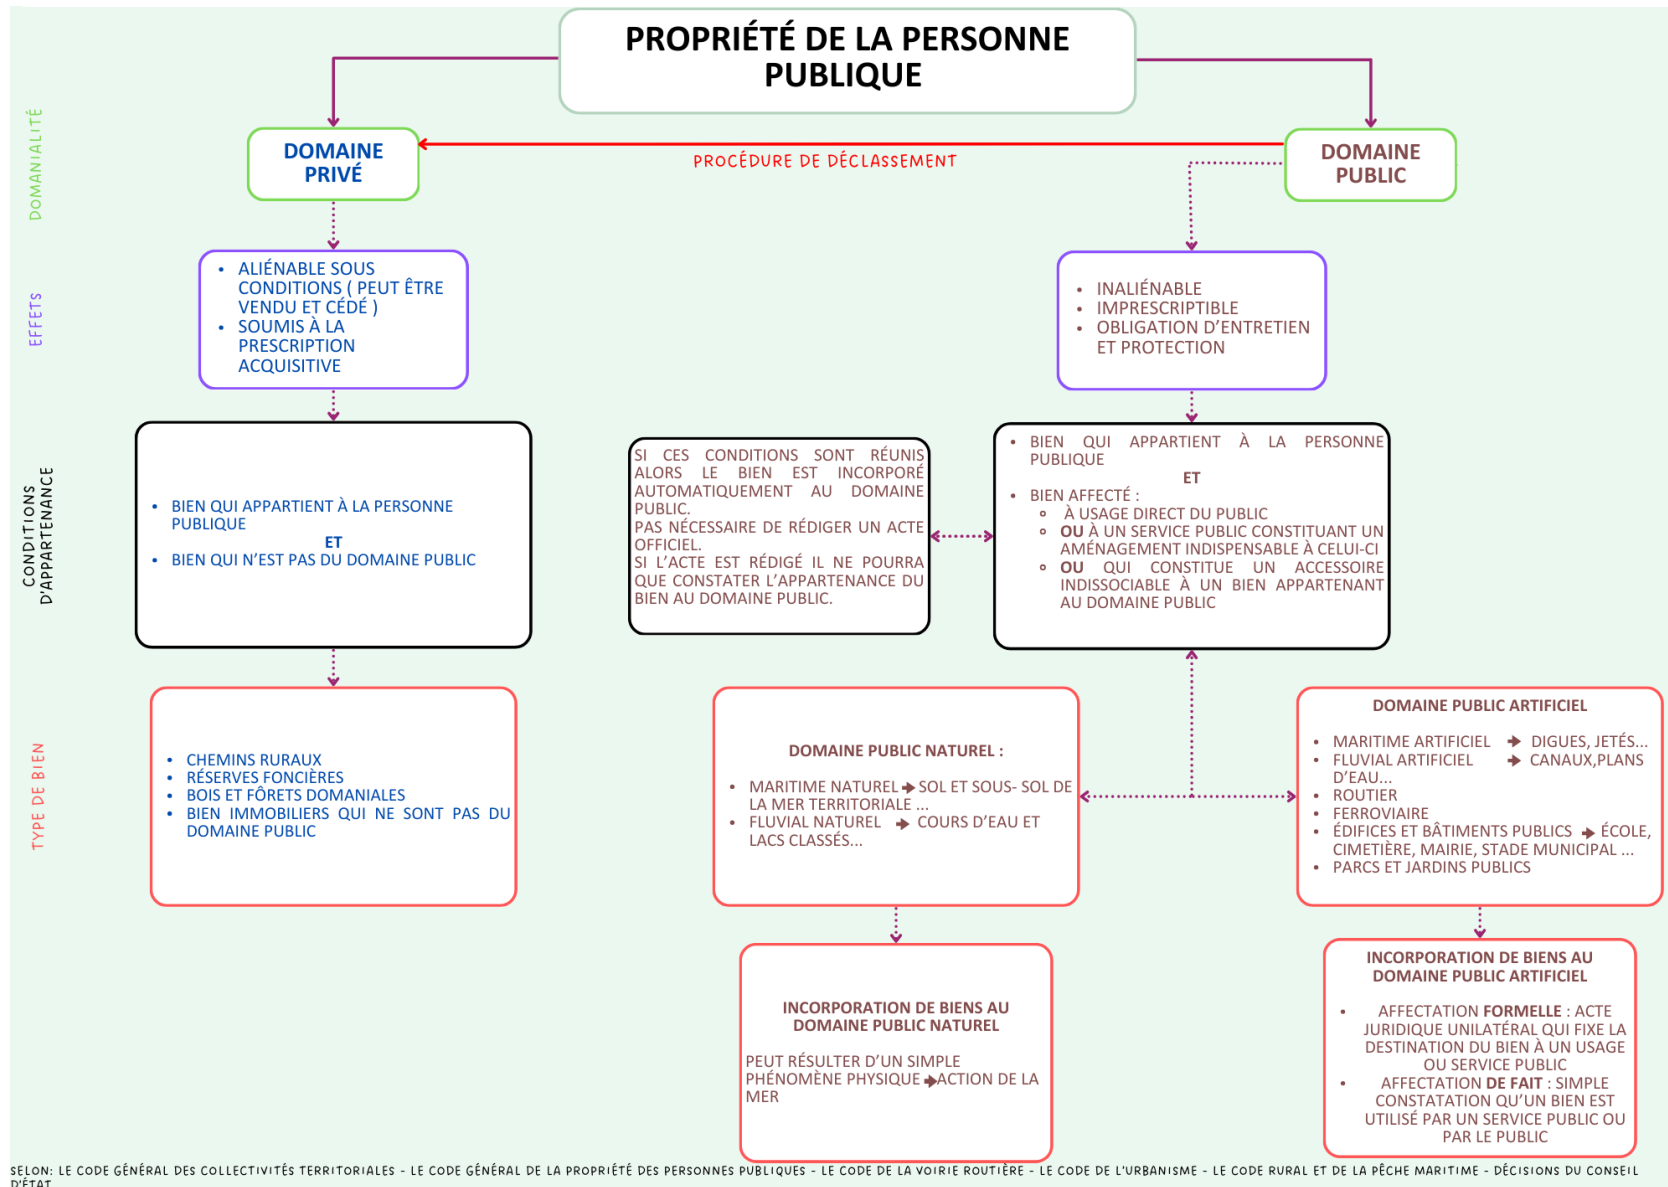 PROPRIÉTÉ DE LA PERSONNE
PUBLIQUE
DOMANIALITÉ
DOMAINE
PRIVÉ
PROCÉDURE DE DÉCLASSEMENT
DOMAINE
PUBLIC
EFFETS
• ALIÉNABLE SOUS
CONDITIONS ( PEUT ÊTRE
VENDU ET CÉDÉ )
• SOUMIS À LA
PRESCRIPTION
ACQUISITIVE
• INALIÉNABLE
• IMPRESCRIPTIBLE
• OBLIGATION D'ENTRETIEN
ET PROTECTION
CONDITIONS
D'APPARTENANCE
• BIEN QUI APPARTIENT À LA PERSONNE
PUBLIQUE
ET
• BIEN QUI N'EST PAS DU DOMAINE PUBLIC
SI CES CONDITIONS SONT RÉUNIS
ALORS LE BIEN EST INCORPORÉ
AUTOMATIQUEMENT AU DOMAINE
PUBLIC.
PAS NÉCESSAIRE DE RÉDIGER UN ACTE
OFFICIEL.
SI L'ACTE EST RÉDIGÉ IL NE POURRA
QUE CONSTATER L'APPARTENANCE DU
BIEN AU DOMAINE PUBLIC.
• BIEN QUI APPARTIENT À LA PERSONNE
PUBLIQUE
ET
• BIEN AFFECTÉ :
◦ À USAGE DIRECT DU PUBLIC
◦ OU À UN SERVICE PUBLIC CONSTITUANT UN
AMÉNAGEMENT INDISPENSABLE À CELUI-CI
◦ OU QUI CONSTITUE UN ACCESSOIRE
INDISSOCIABLE À UN BIEN APPARTENANT
AU DOMAINE PUBLIC
TYPE DE BIEN
• CHEMINS RURAUX
• RÉSERVES FONCIÈRES
• BOIS ET FÔRETS DOMANIALES
• BIEN IMMOBILIERS QUI NE SONT PAS DU
DOMAINE PUBLIC
DOMAINE PUBLIC NATUREL :
• MARITIME NATUREL → SOL ET SOUS- SOL DE
LA MER TERRITORIALE ...
• FLUVIAL NATUREL → COURS D'EAU ET
LACS CLASSÉS...
DOMAINE PUBLIC ARTIFICIEL
• MARITIME ARTIFICIEL → DIGUES, JETÉS...
• FLUVIAL ARTIFICIEL → CANAUX,PLANS
D'EAU...
• ROUTIER
• FERROVIAIRE
• ÉDIFICES ET BÂTIMENTS PUBLICS → ÉCOLE,
CIMETIÈRE, MAIRIE, STADE MUNICIPAL ...
• PARCS ET JARDINS PUBLICS
INCORPORATION DE BIENS AU
DOMAINE PUBLIC NATUREL
PEUT RÉSULTER D'UN SIMPLE
PHÉNOMÈNE PHYSIQUE → ACTION DE LA
MER
INCORPORATION DE BIENS AU
DOMAINE PUBLIC ARTIFICIEL
• AFFECTATION FORMELLE : ACTE
JURIDIQUE UNILATÉRAL QUI FIXE LA
DESTINATION DU BIEN À UN USAGE
OU SERVICE PUBLIC
• AFFECTATION DE FAIT : SIMPLE
CONSTATATION QU'UN BIEN EST
UTILISÉ PAR UN SERVICE PUBLIC OU
PAR LE PUBLIC
SELON: LE CODE GÉNÉRAL DES COLLECTIVITÉS TERRITORIALES - LE CODE GÉNÉRAL DE LA PROPRIÉTÉ DES PERSONNES PUBLIQUES - LE CODE DE LA VOIRIE ROUTIÈRE - LE CODE DE L'URBANISME - LE CODE RURAL ET DE LA PÊCHE MARITIME - DÉCISIONS DU CONSEIL
D'ÉTAT